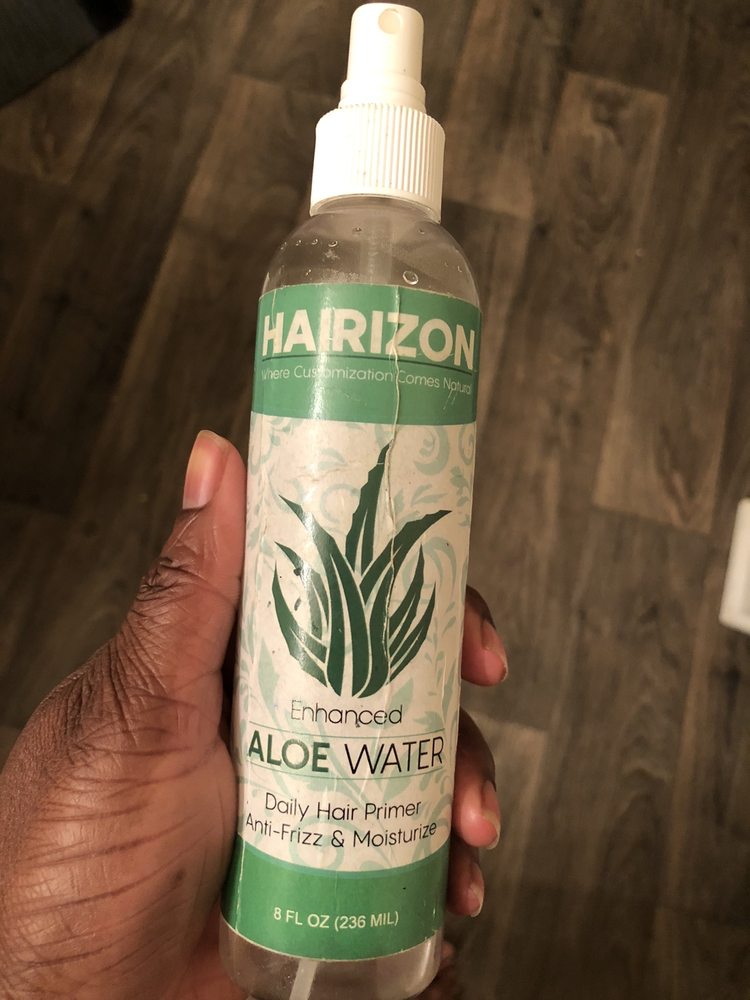 HAIRIZON
Where Customization Comes Natural
Enhanced
ALOE WATER
Daily Hair Primer
Anti-Frizz & Moisturize
8 FL OZ (236 MIL)